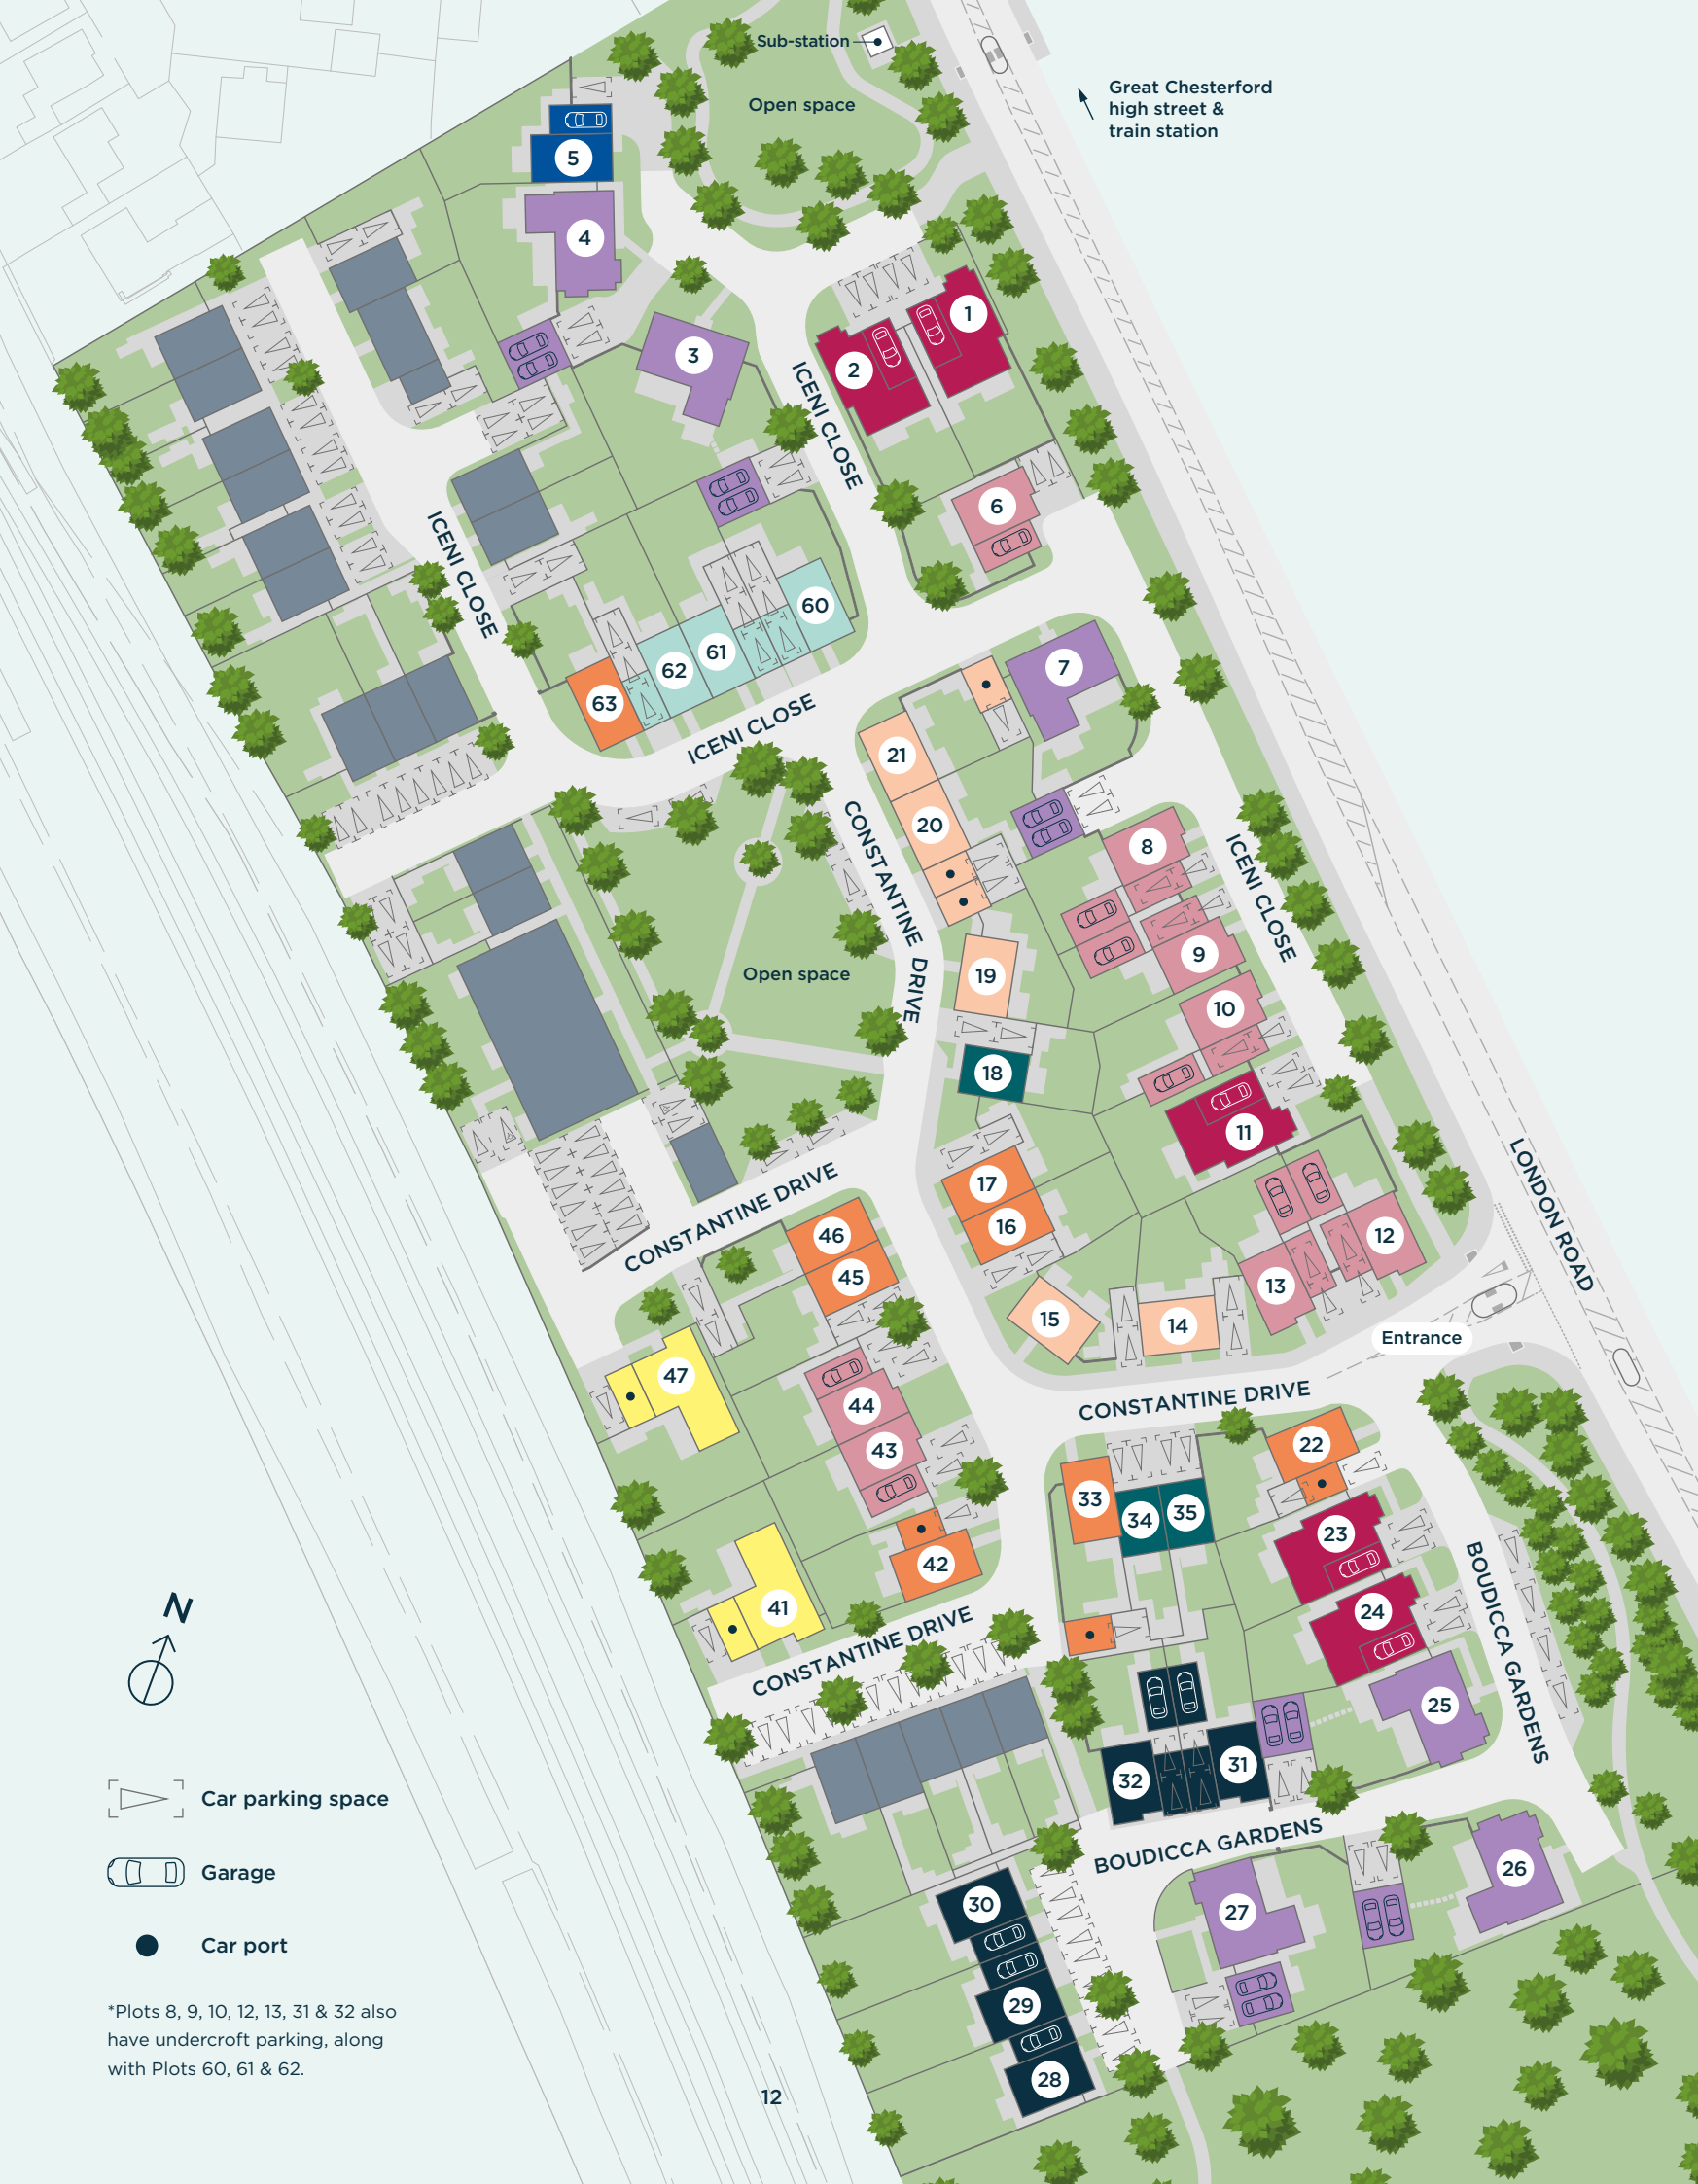 Sub-station
Open space
Great Chesterford
high street &
train station
5
4
3
1
2
ICENI CLOSE
6
ICENI CLOSE
60
61
62
63
7
ICENI CLOSE
21
20
CONSTANTINE DRIVE
8
ICENI CLOSE
9
19
Open space
10
18
11
17
16
12
13
LONDON ROAD
CONSTANTINE DRIVE
46
45
15
14
Entrance
47
44
43
CONSTANTINE DRIVE
22
33
34
35
23
42
41
24
BOUDICCA GARDENS
CONSTANTINE DRIVE
25
31
32
BOUDICCA GARDENS
26
27
30
29
28
N
Car parking space
Garage
Car port
*Plots 8, 9, 10, 12, 13, 31 & 32 also
have undercroft parking, along
with Plots 60, 61 & 62.
12